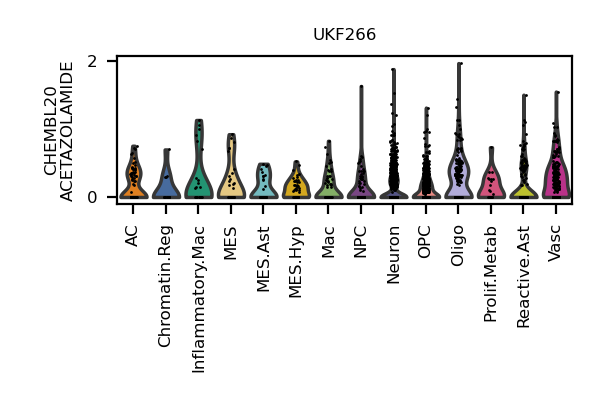 UKF266
CHEMBL20
ACETAZOLAMIDE
2
0
AC
Chromatin.Reg
Inflammatory.Mac
MES
MES.Ast
MES.Hyp
Mac
NPC
Neuron
OPC
Oligo
Prolif.Metab
Reactive.Ast
Vasc